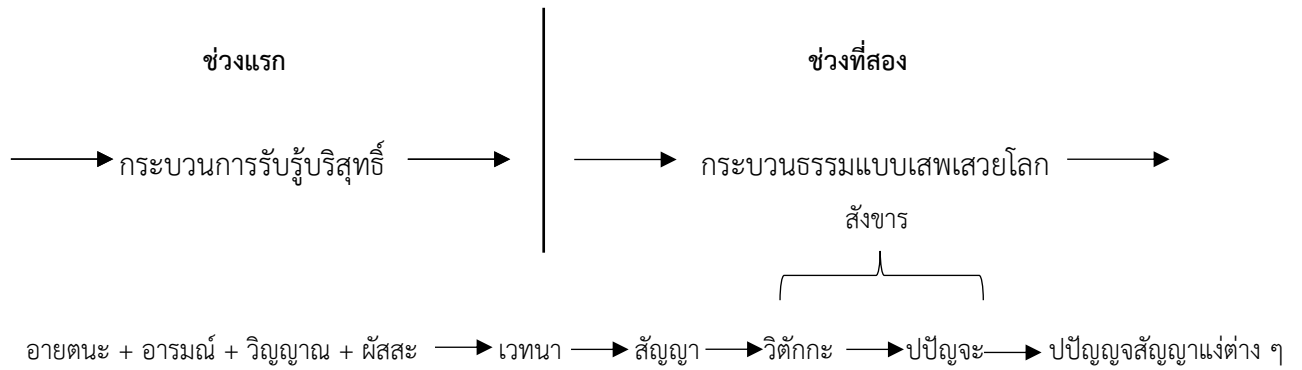 ช่วงแรก ช่วงที่สอง
กระบวนการรับรู้บริสุทธิ์ กระบวนธรรมแบบเสพเสวยโลก
สังขาร
อายตนะ + อารมณ์ + วิญญาณ + ผัสสะ เวทนา สัญญา วิตักกะ ปปัญจะ ปปัญญจสัญญาแง่ต่าง ๆ